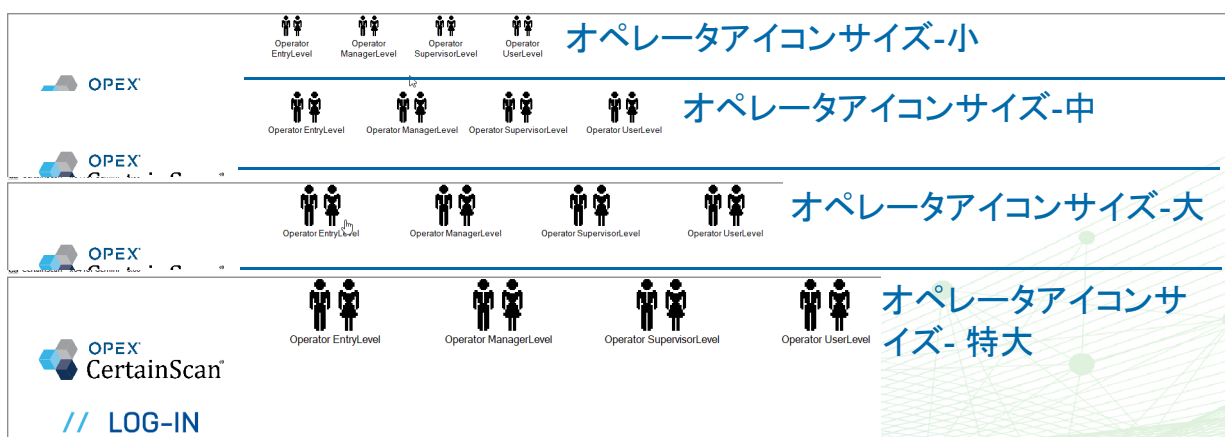 Operator
EntryLevel
Operator
ManagerLevel
Operator
SupervisorLevel
Operator
UserLevel
オペレータアイコンサイズ-小
OPEX
Operator EntryLevel
Operator ManagerLevel
Operator SupervisorLevel
Operator UserLevel
オペレータアイコンサイズ-中
OPEX
Operator EntryLevel
Operator ManagerLevel
Operator SupervisorLevel
Operator UserLevel
オペレータアイコンサイズ-大
OPEX
Operator EntryLevel
Operator ManagerLevel
Operator SupervisorLevel
Operator UserLevel
オペレータアイコンサ
イズ- 特大
OPEX
CertainScan®
// LOG-IN